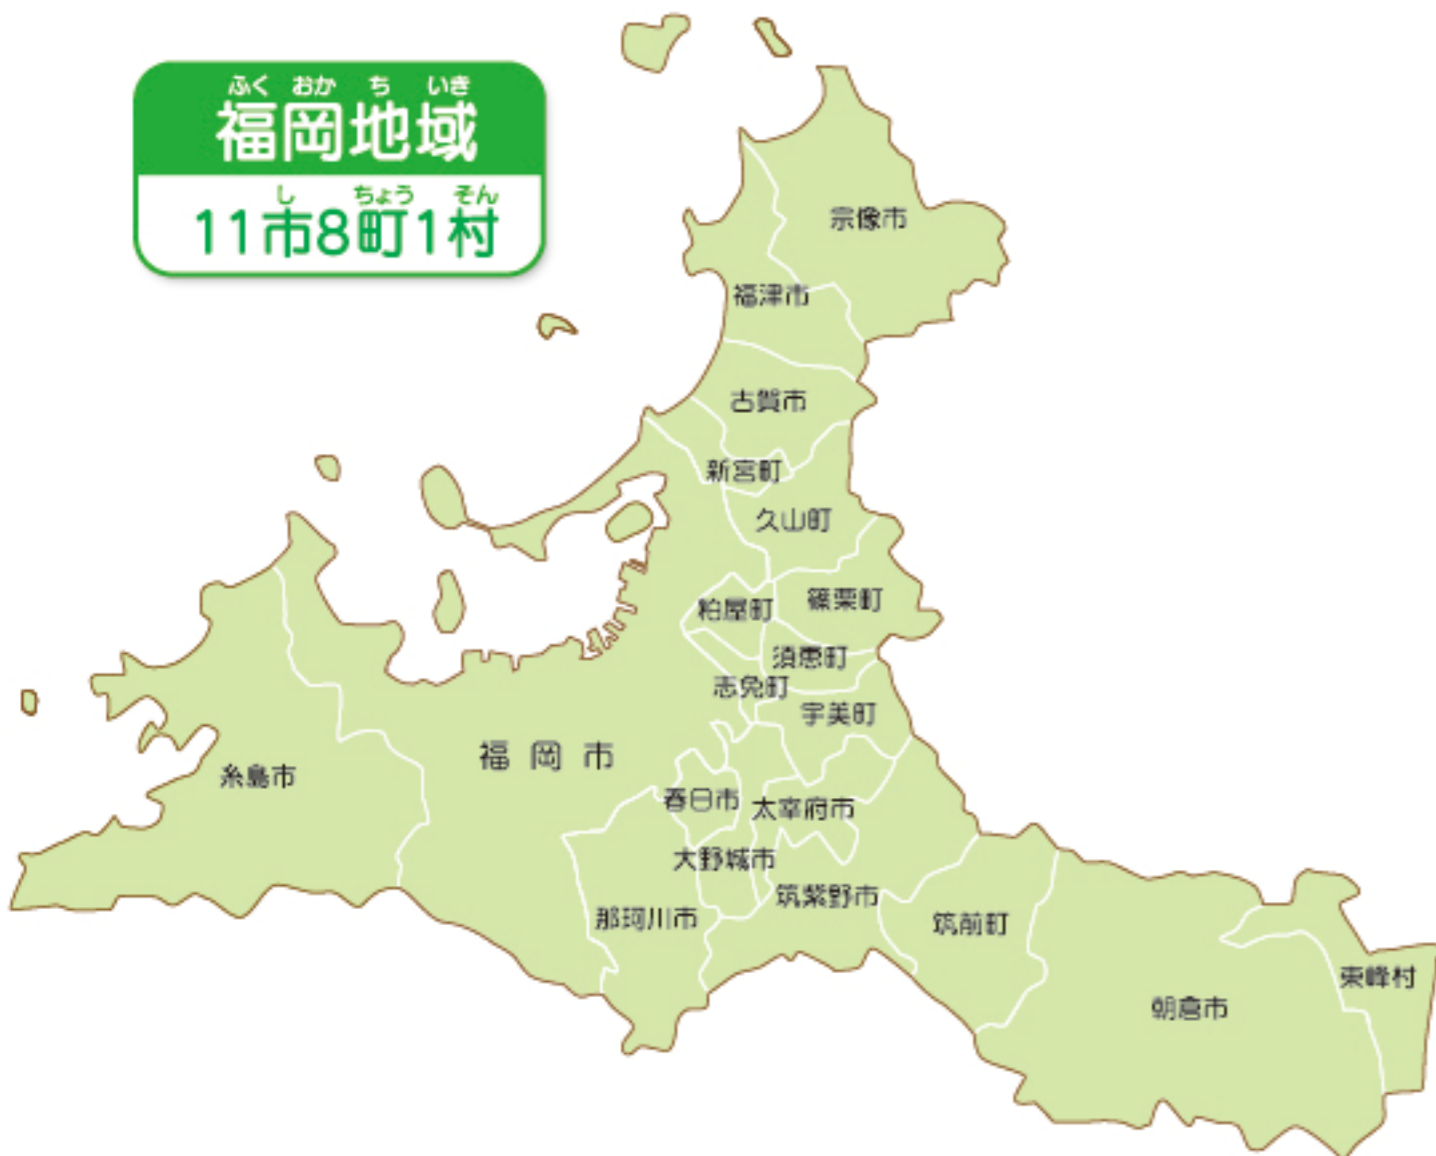 ふく おか ち いき
福岡地域
し ちょう そん
11市8町1村
宗像市
福津市
古賀市
新宮町
久山町
篠栗町
粕屋町
須恵町
志免町
宇美町
福岡市
糸島市
春日市
太宰府市
大野城市
筑紫野市
那珂川市
筑前町
東峰村
朝倉市